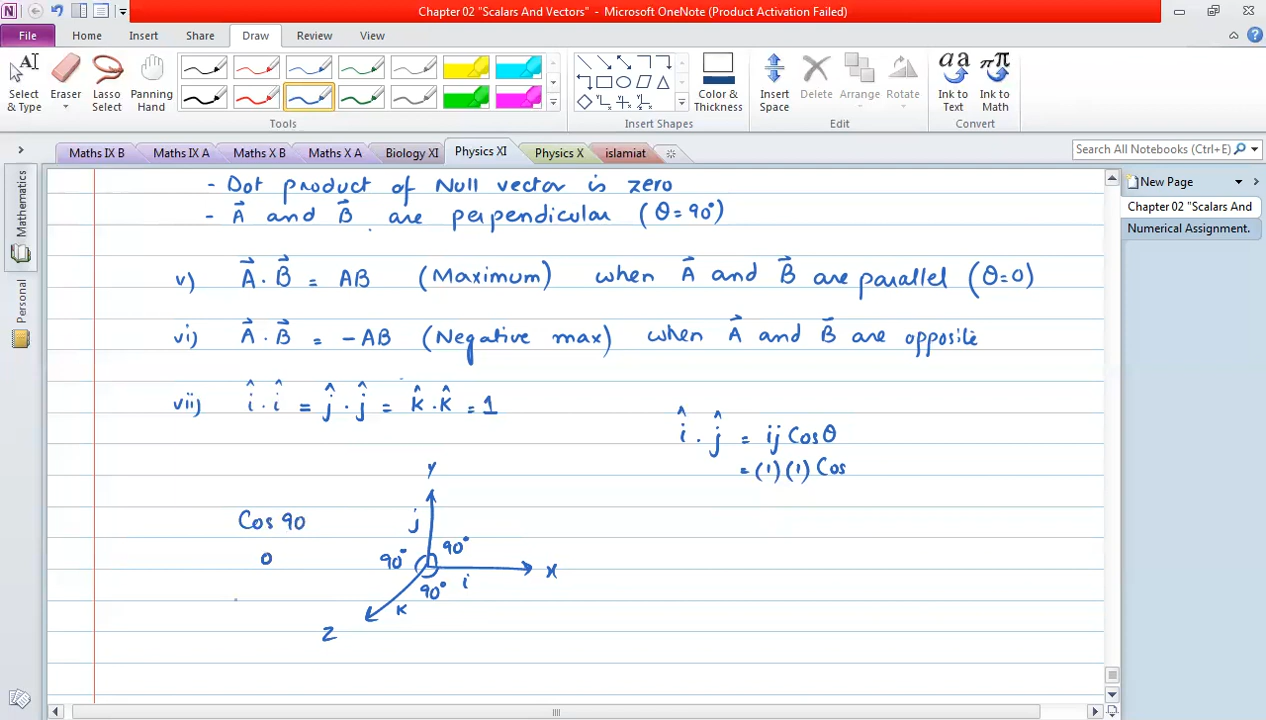 Chapter 02 "Scalars And Vectors" - Microsoft OneNote (Product Activation Failed)
File Home Insert Share Draw Review View
Select & Type Eraser Lasso Select Panning Hand Color & Thickness Insert Space Delete Arrange Rotate Ink to Text Ink to Math
Tools Insert Shapes Edit Convert
Maths IX B Maths IX A Maths X B Maths X A Biology XI Physics XI Physics X islamiat Search All Notebooks (Ctrl+E)
Mathematics
Personal
New Page
Chapter 02 "Scalars And
Numerical Assignment.
- Dot product of Null vector is zero
- A⃗ and B⃗ are perpendicular (θ=90°)
v) A⃗ . B⃗ = AB (Maximum) when A⃗ and B⃗ are parallel (θ=0)
vi) A⃗ . B⃗ = -AB (Negative max) when A⃗ and B⃗ are opposite
vii) î . î = ĵ . ĵ = k̂ . k̂ = 1
î . ĵ = ij Cosθ
= (1) (1) Cos
Y
Cos 90 j
90° 90°
0
X
90° i
K
Z